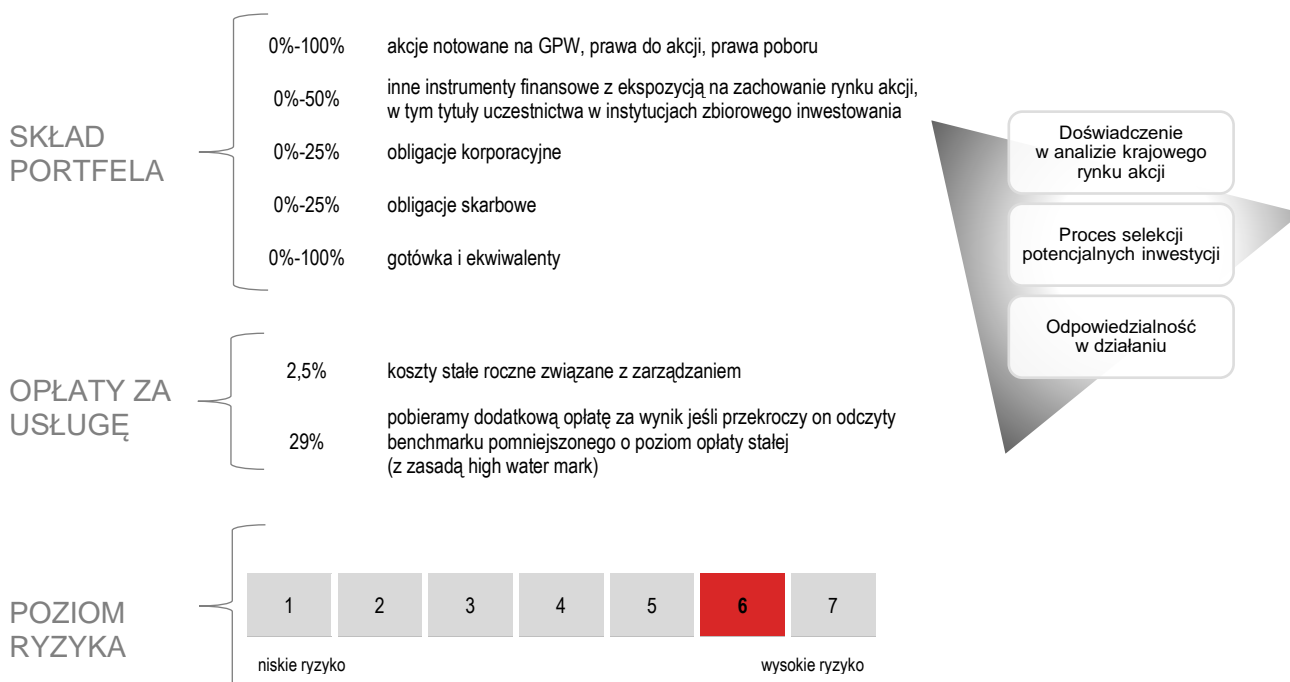 SKŁAD
PORTFELA
0%-100% akcje notowane na GPW, prawa do akcji, prawa poboru
0%-50% inne instrumenty finansowe z ekspozycją na zachowanie rynku akcji,
w tym tytuły uczestnictwa w instytucjach zbiorowego inwestowania
0%-25% obligacje korporacyjne
0%-25% obligacje skarbowe
0%-100% gotówka i ekwiwalenty
Doświadczenie
w analizie krajowego
rynku akcji
Proces selekcji
potencjalnych inwestycji
Odpowiedzialność
w działaniu
OPŁATY ZA
USŁUGĘ
2,5% koszty stałe roczne związane z zarządzaniem
29% pobieramy dodatkową opłatę za wynik jeśli przekroczy on odczyty
benchmarku pomniejszonego o poziom opłaty stałej
(z zasadą high water mark)
POZIOM
RYZYKA
1 2 3 4 5 6 7
niskie ryzyko wysokie ryzyko